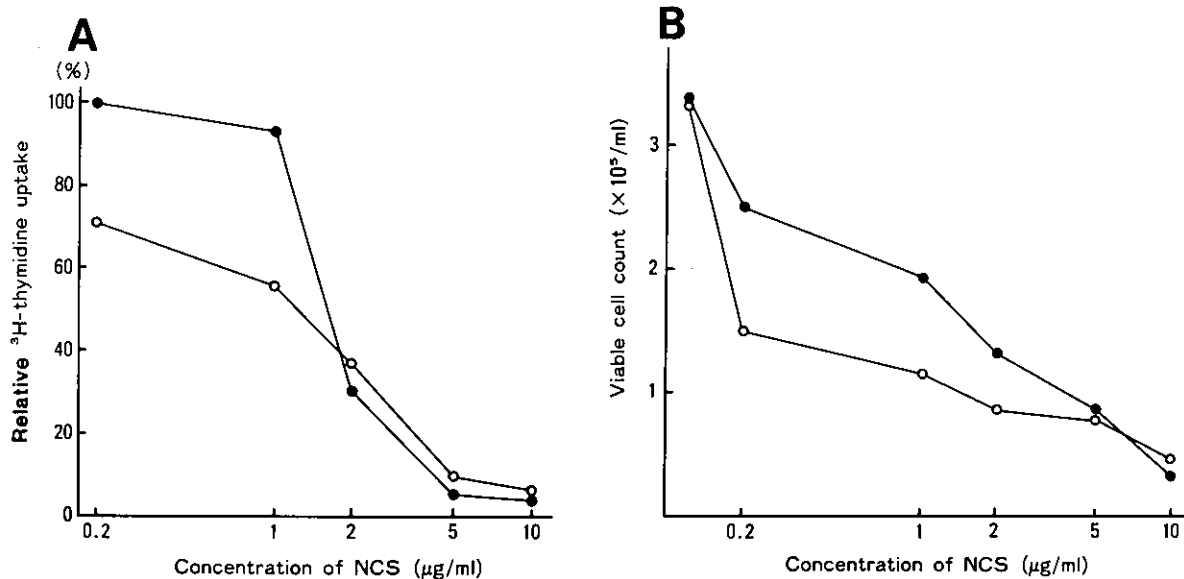 A
(%)
100
80
60
40
20
0
Relative ³H-thymidine uptake
0.2 1 2 5 10
Concentration of NCS (μg/ml)
B
3
2
1
Viable cell count (×10⁵/ml)
0.2 1 2 5 10
Concentration of NCS (μg/ml)